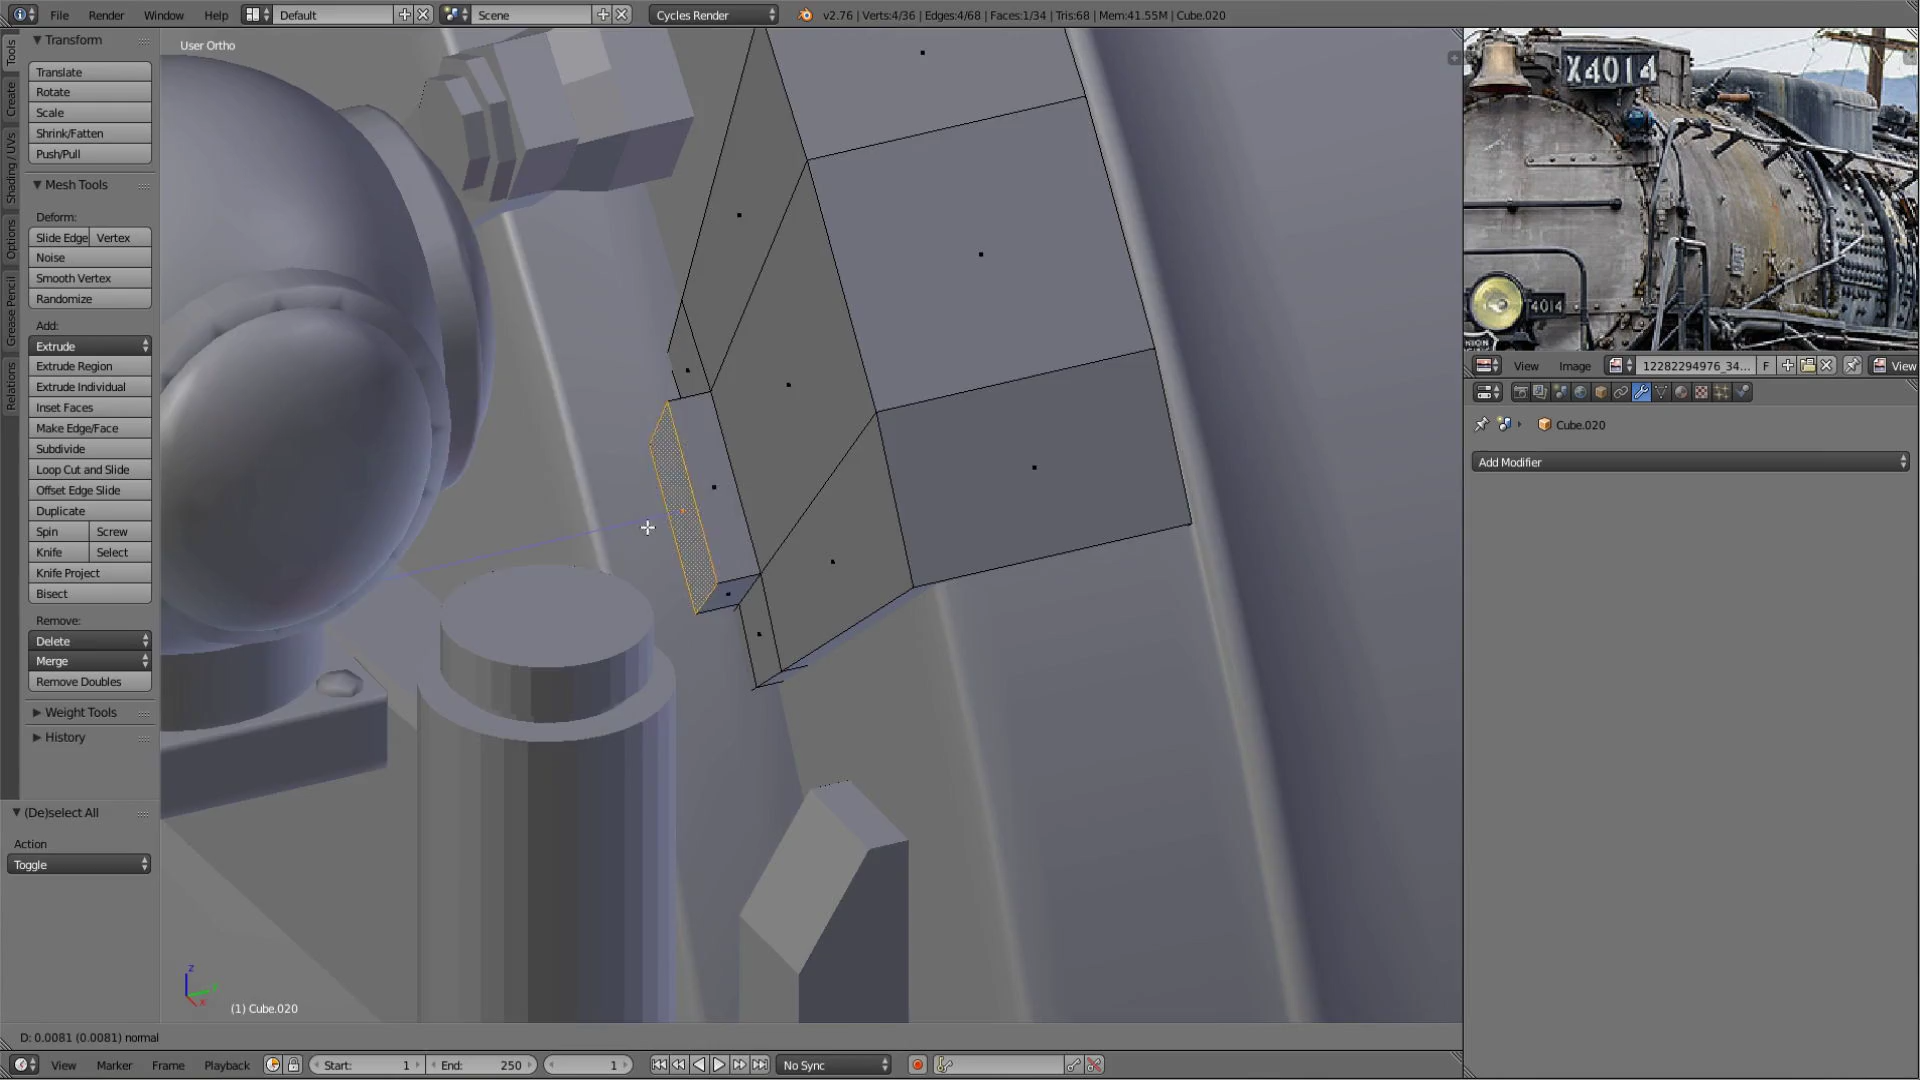 File Render Window Help Default Scene Cycles Render v2.76 | Verts:4/36 | Edges:4/68 | Faces:1/34 | Tris:68 | Mem:41.55M | Cube.020
Tools
Create
Shading / UVs
Options
Grease Pencil
Relations
Transform
Translate
Rotate
Scale
Shrink/Fatten
Push/Pull
Mesh Tools
Deform:
Slide Edge Vertex
Noise
Smooth Vertex
Randomize
Add:
Extrude
Extrude Region
Extrude Individual
Inset Faces
Make Edge/Face
Subdivide
Loop Cut and Slide
Offset Edge Slide
Duplicate
Spin Screw
Knife Select
Knife Project
Bisect
Remove:
Delete
Merge
Remove Doubles
Weight Tools
History
(De)select All
Action
Toggle
User Ortho
z
x
(1) Cube.020
D: 0.0081 (0.0081) normal
X4014
4014
View Image 12282294976_34... F View
Cube.020
Add Modifier
View Marker Frame Playback Start: 1 End: 250 1 No Sync